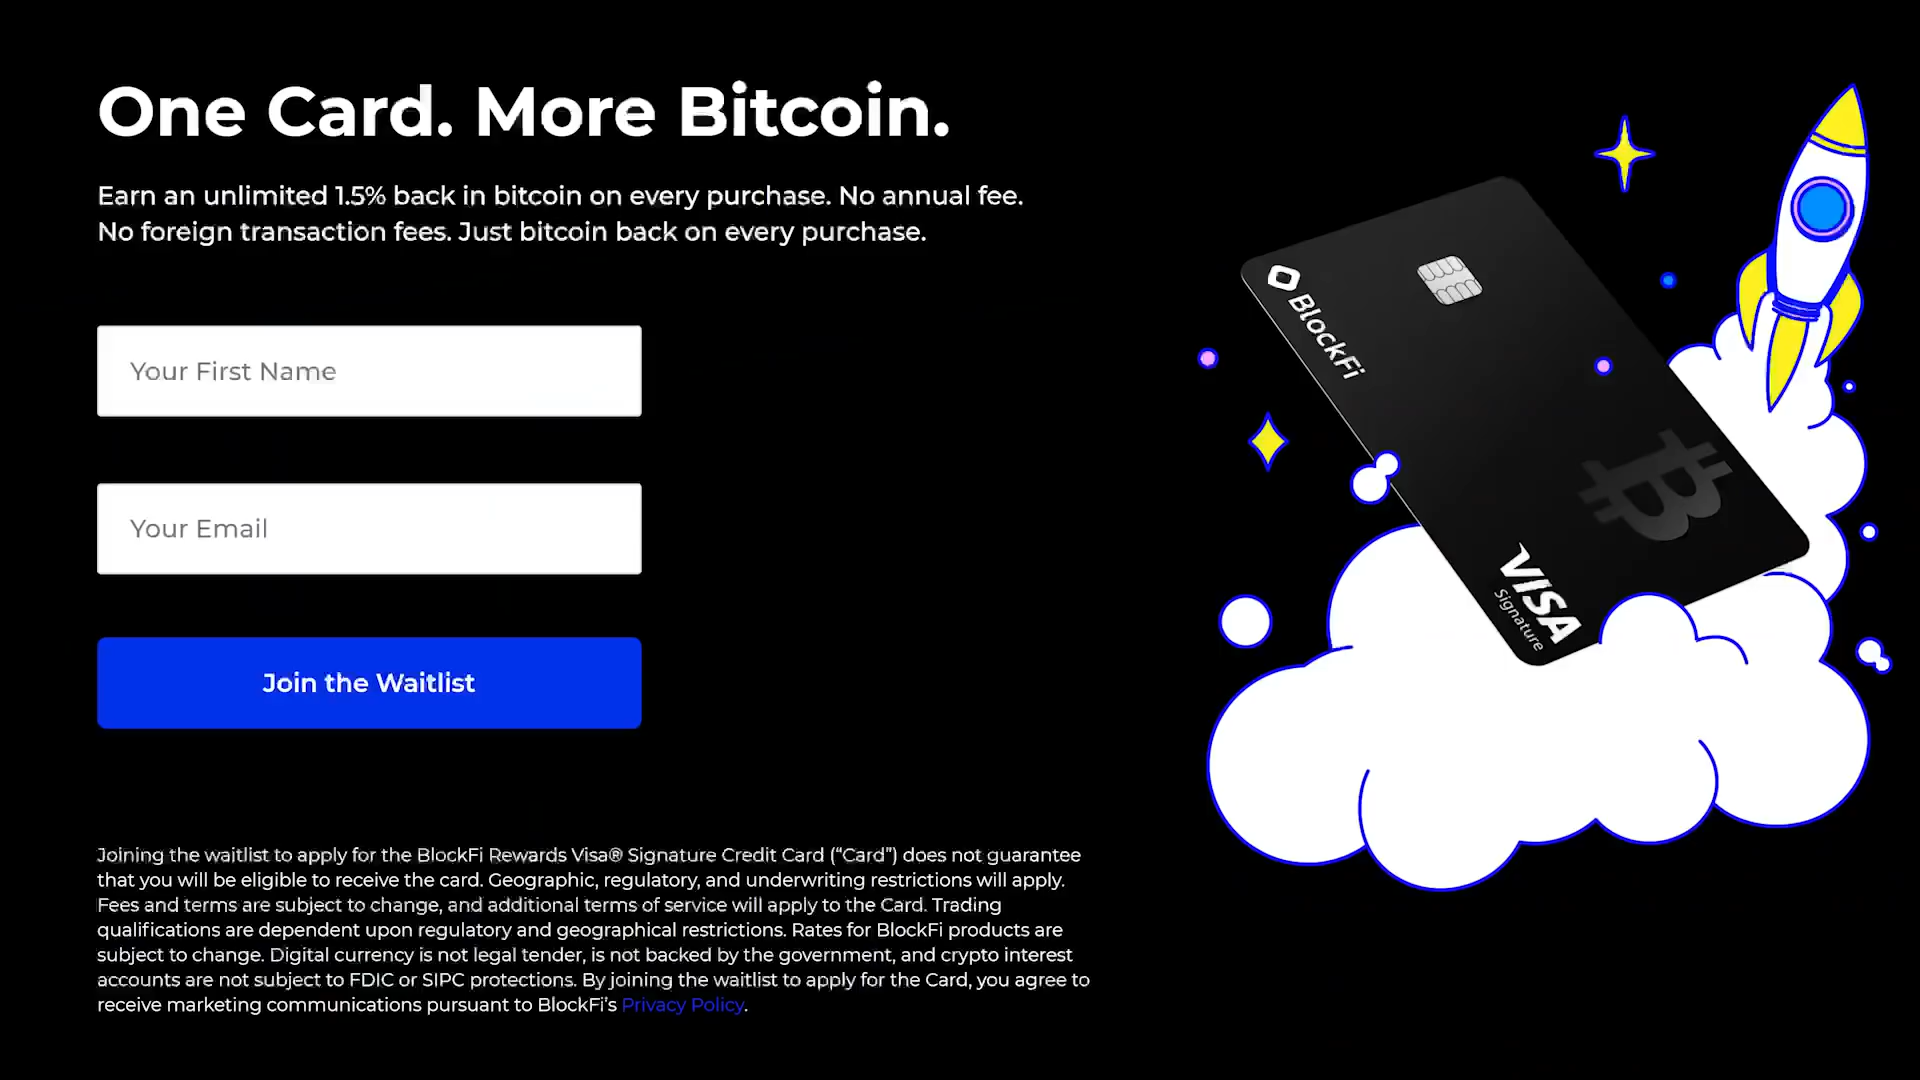 One Card. More Bitcoin.
Earn an unlimited 1.5% back in bitcoin on every purchase. No annual fee.
No foreign transaction fees. Just bitcoin back on every purchase.
Your First Name
Your Email
Join the Waitlist
Joining the waitlist to apply for the BlockFi Rewards Visa® Signature Credit Card (“Card”) does not guarantee
that you will be eligible to receive the card. Geographic, regulatory, and underwriting restrictions will apply.
Fees and terms are subject to change, and additional terms of service will apply to the Card. Trading
qualifications are dependent upon regulatory and geographical restrictions. Rates for BlockFi products are
subject to change. Digital currency is not legal tender, is not backed by the government, and crypto interest
accounts are not subject to FDIC or SIPC protections. By joining the waitlist to apply for the Card, you agree to
receive marketing communications pursuant to BlockFi’s Privacy Policy.
BlockFi
VISA
Signature